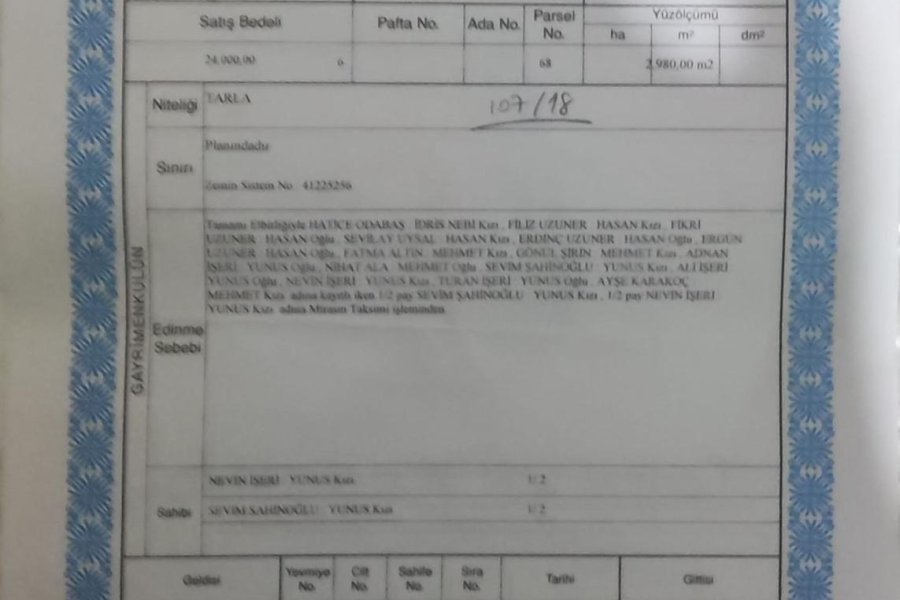 Satış Bedeli Pafta No. Ada No. Parsel No. Yüzölçümü
ha m² dm²
24.000,00 6 68 2.980,00 m2
GAYRİMENKULÜN
Niteliği TARLA 107/18
Sınırı Planındadır
Zemin Sistem No 41225256
Edinme Sebebi
Tamamı Elbirliğiyle HATİCE ODABAŞ İDRİS NEBİ Kızı , FİLİZ UZUNER HASAN Kızı , FİKRİ
UZUNER HASAN Oğlu , SEVİLAY UYSAL HASAN Kızı , ERDİNÇ UZUNER HASAN Oğlu , ERGÜN
UZUNER HASAN Oğlu , FATMA ALTIN MEHMET Kızı , GÖNÜL ŞİRİN MEHMET Kızı , ADNAN
İŞERİ YUNUS Oğlu , NİHAT ALA MEHMET Oğlu , SEVİM ŞAHİNOĞLU YUNUS Kızı , ALİ İŞERİ
YUNUS Oğlu , NEVİN İŞERİ YUNUS Kızı , TURAN İŞERİ YUNUS Oğlu , AYŞE KARAKOÇ
MEHMET Kızı adına kayıtlı iken 1/2 pay SEVİM ŞAHİNOĞLU YUNUS Kızı , 1/2 pay NEVİN İŞERİ
YUNUS Kızı adına Mirasın Taksimi işleminden
Sahibi
NEVİN İŞERİ YUNUS Kızı 1/ 2
SEVİM ŞAHİNOĞLU YUNUS Kızı 1/ 2
Geldisi Yevmiye No. Cilt No. Sahife No. Sıra No. Tarihi Gittisi